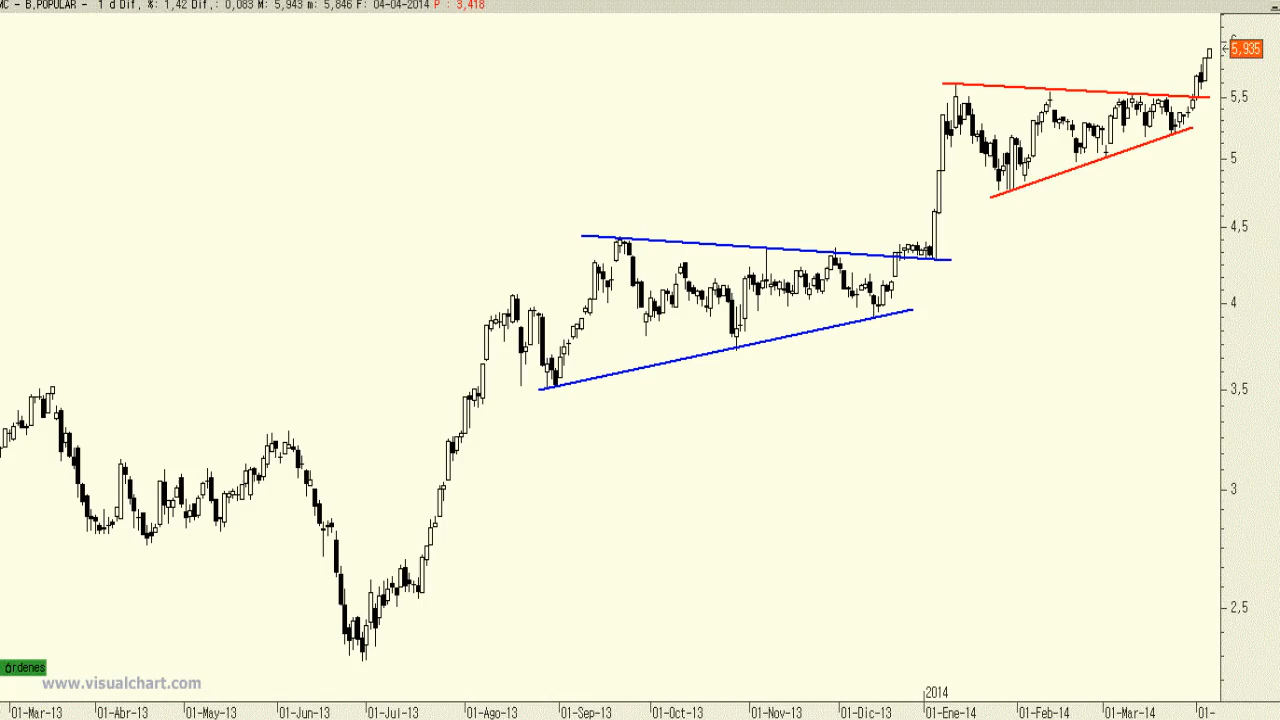 MC - B,POPULAR - 1 d Dif, %: 1,42 Dif,: 0,083 M: 5,943 m: 5,846 F: 04-04-2014 P : 3,418
6
5,935
5,5
5
4,5
4
3,5
3
2,5
órdenes
www.visualchart.com
2014
01-Mar-13 01-Abr-13 01-May-13 01-Jun-13 01-Jul-13 01-Ago-13 01-Sep-13 01-Oct-13 01-Nov-13 01-Dic-13 01-Ene-14 01-Feb-14 01-Mar-14 01-